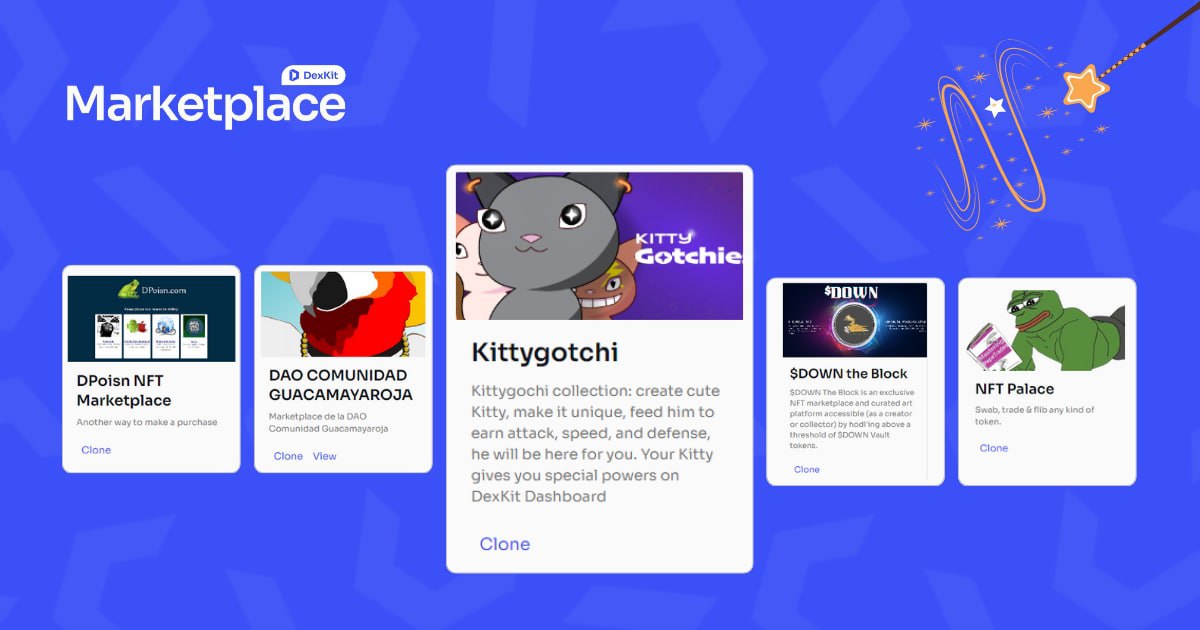 DexKit
Marketplace
DPoisn.com
DPoisn NFT
Marketplace
Another way to make a purchase
Clone
DAO COMUNIDAD
GUACAMAYAROJA
Marketplace de la DAO
Comunidad Guacamayaroja
Clone View
KITTY
Gotchie
Kittygotchi
Kittygochi collection: create cute
Kitty, make it unique, feed him to
earn attack, speed, and defense,
he will be here for you. Your Kitty
gives you special powers on
DexKit Dashboard
Clone
$DOWN
$DOWN the Block
$DOWN The Block is an exclusive
NFT marketplace and curated art
platform accessible (as a creator
or collector) by hodl'ing above a
threshold of $DOWN Vault
tokens.
Clone
NFT Palace
Swab, trade & flib any kind of
token.
Clone